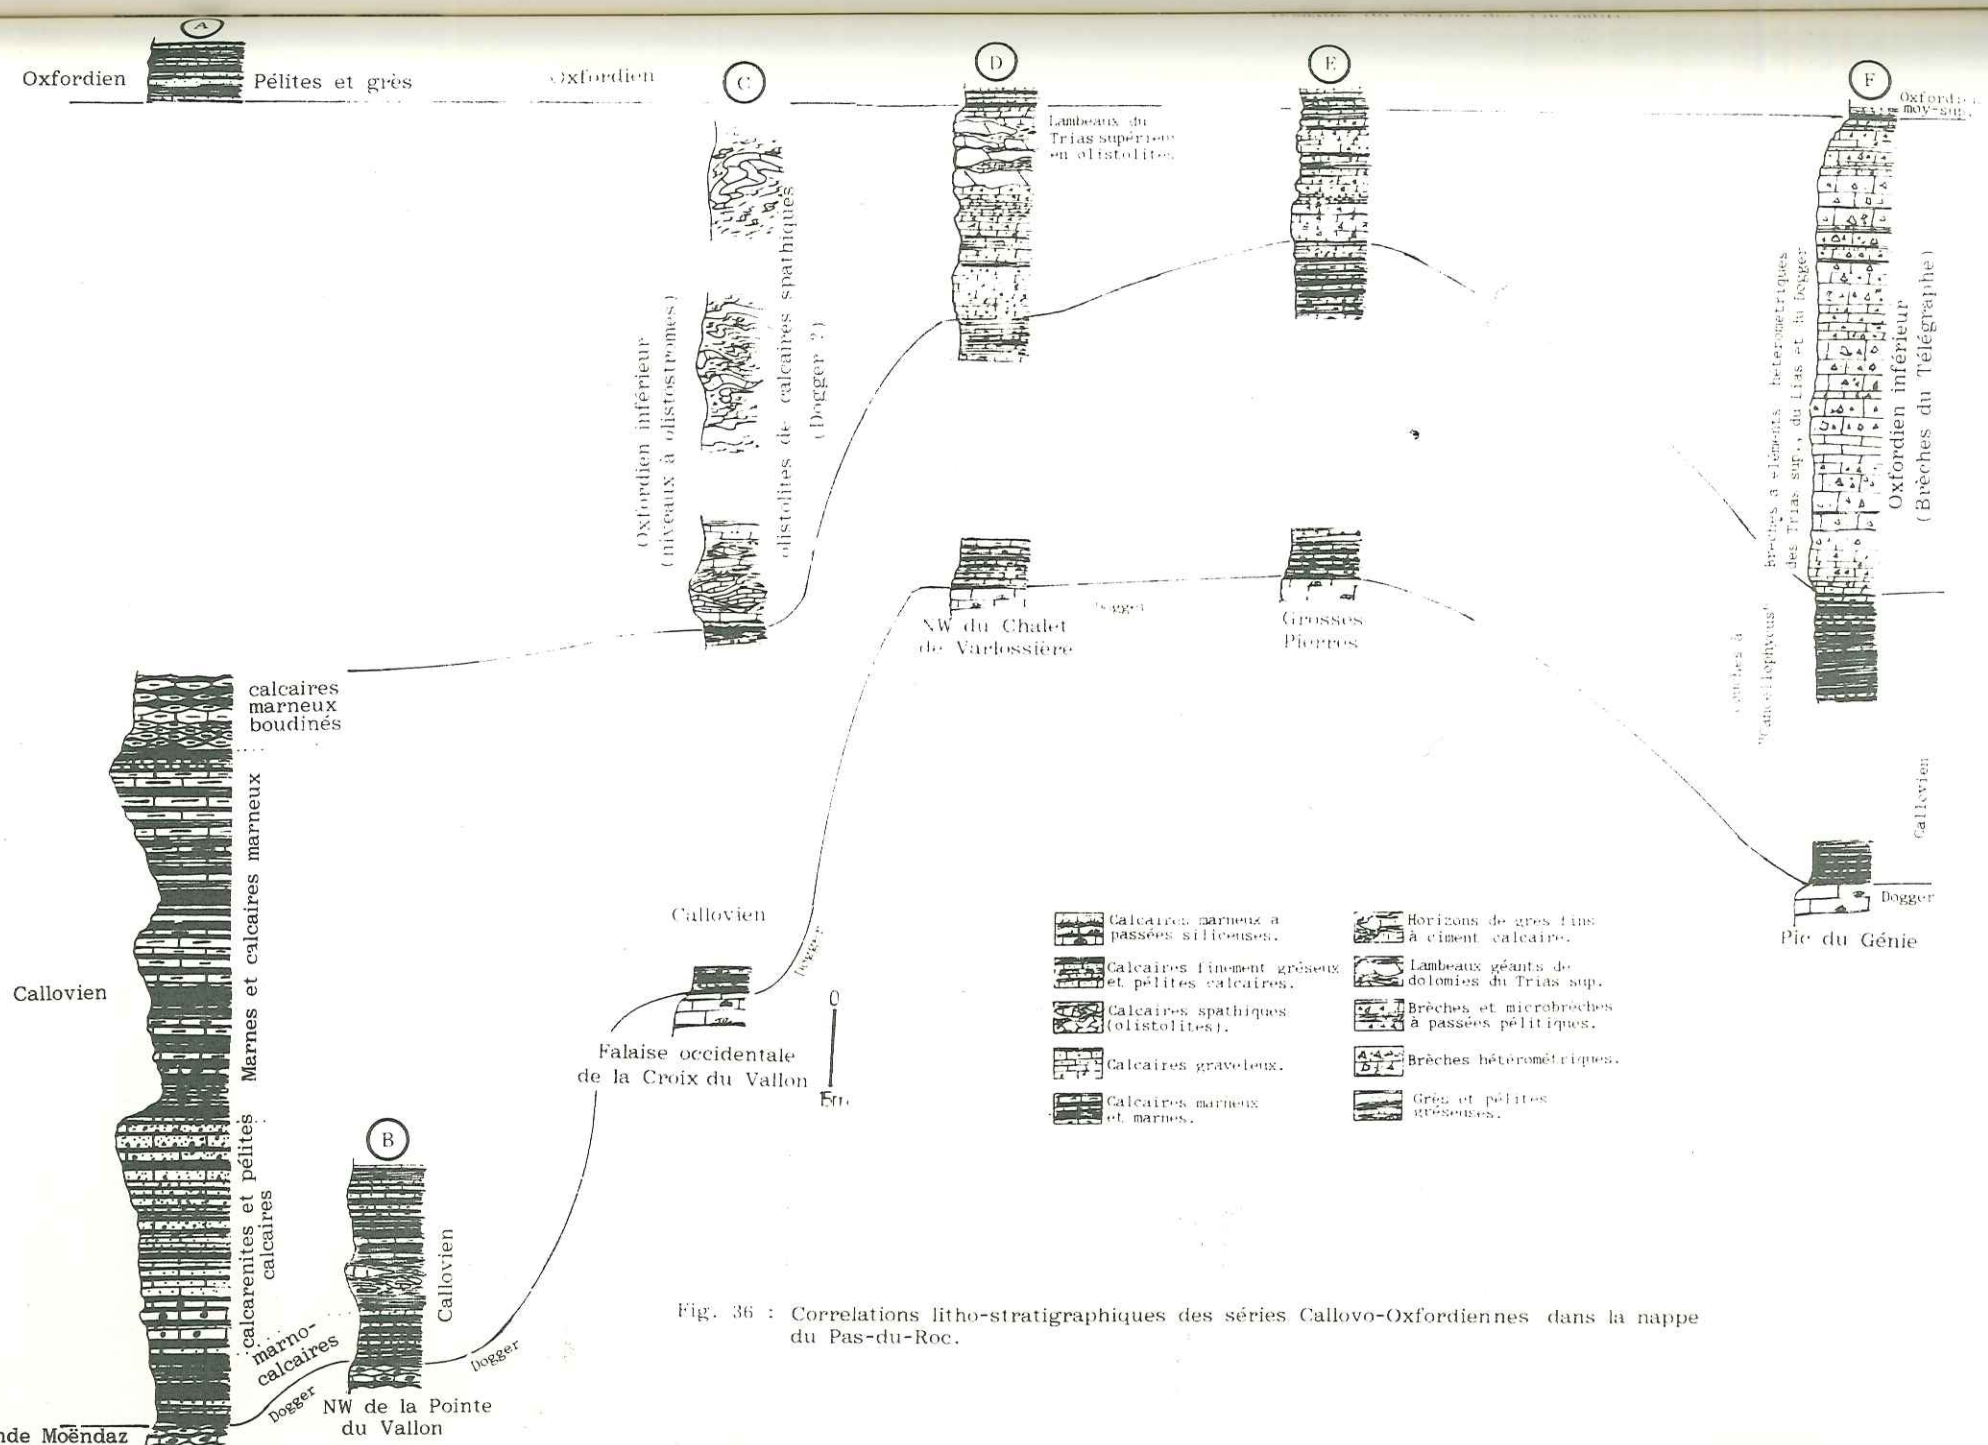 A
Oxfordien
Pélites et grès
Oxfordien
C
D
E
F
moy-sup.
Lambeaux du
Trias supérieur
en olistolites
Oxfordien inférieur
(niveaux à olistostromes)
olistolites de calcaires spathiques
(Dogger ?)
Brèches à éléments hétérométriques
des Trias sup., du Lias et du Dogger
Oxfordien inférieur
(Brèches du Télégraphe)
NW du Chalet
de Varlossière
Dogger
Grosses
Pierres
calcaires
marneux
boudinés
Marnes et calcaires marneux
Callovien
calcarenites et pélites
calcaires
marno-
calcaires
Dogger
B
Callovien
Dogger
NW de la Pointe
du Vallon
Moëndaz
Callovien
Dogger
Falaise occidentale
de la Croix du Vallon
0
Callovien
Dogger
Pic du Génie
Calcaires marneux a
passées siliceuses.
Calcaires finement gréseux
et pélites calcaires.
Calcaires spathiques
(olistolites).
Calcaires graveleux.
Calcaires marneux
et marnes.
Horizons de gres fins
à ciment calcaire.
Lambeaux géants de
dolomies du Trias sup.
Brèches et microbrèches
à passées pélitiques.
Brèches hétérométriques.
Grès et pélites
gréseuses.
Fig. 36 : Correlations litho-stratigraphiques des séries Callovo-Oxfordiennes dans la nappe
du Pas-du-Roc.